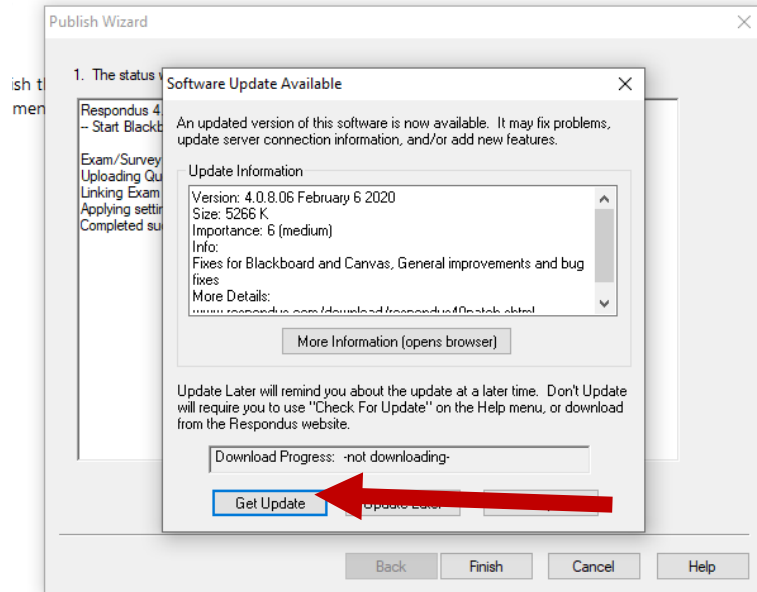 Publish Wizard
ish t
men
1. The status
Software Update Available
Respondus 4.
-- Start Blackb
Exam/Survey
Uploading Qu
Linking Exam
Applying settin
Completed su
An updated version of this software is now available. It may fix problems,
update server connection information, and/or add new features.
Update Information
Version: 4.0.8.06 February 6 2020
Size: 5266 K
Importance: 6 (medium)
Info:
Fixes for Blackboard and Canvas, General improvements and bug
fixes
More Details:
More Information (opens browser)
Update Later will remind you about the update at a later time. Don't Update
will require you to use "Check For Update" on the Help menu, or download
from the Respondus website.
Download Progress: -not downloading-
Get Update
Back Finish Cancel Help